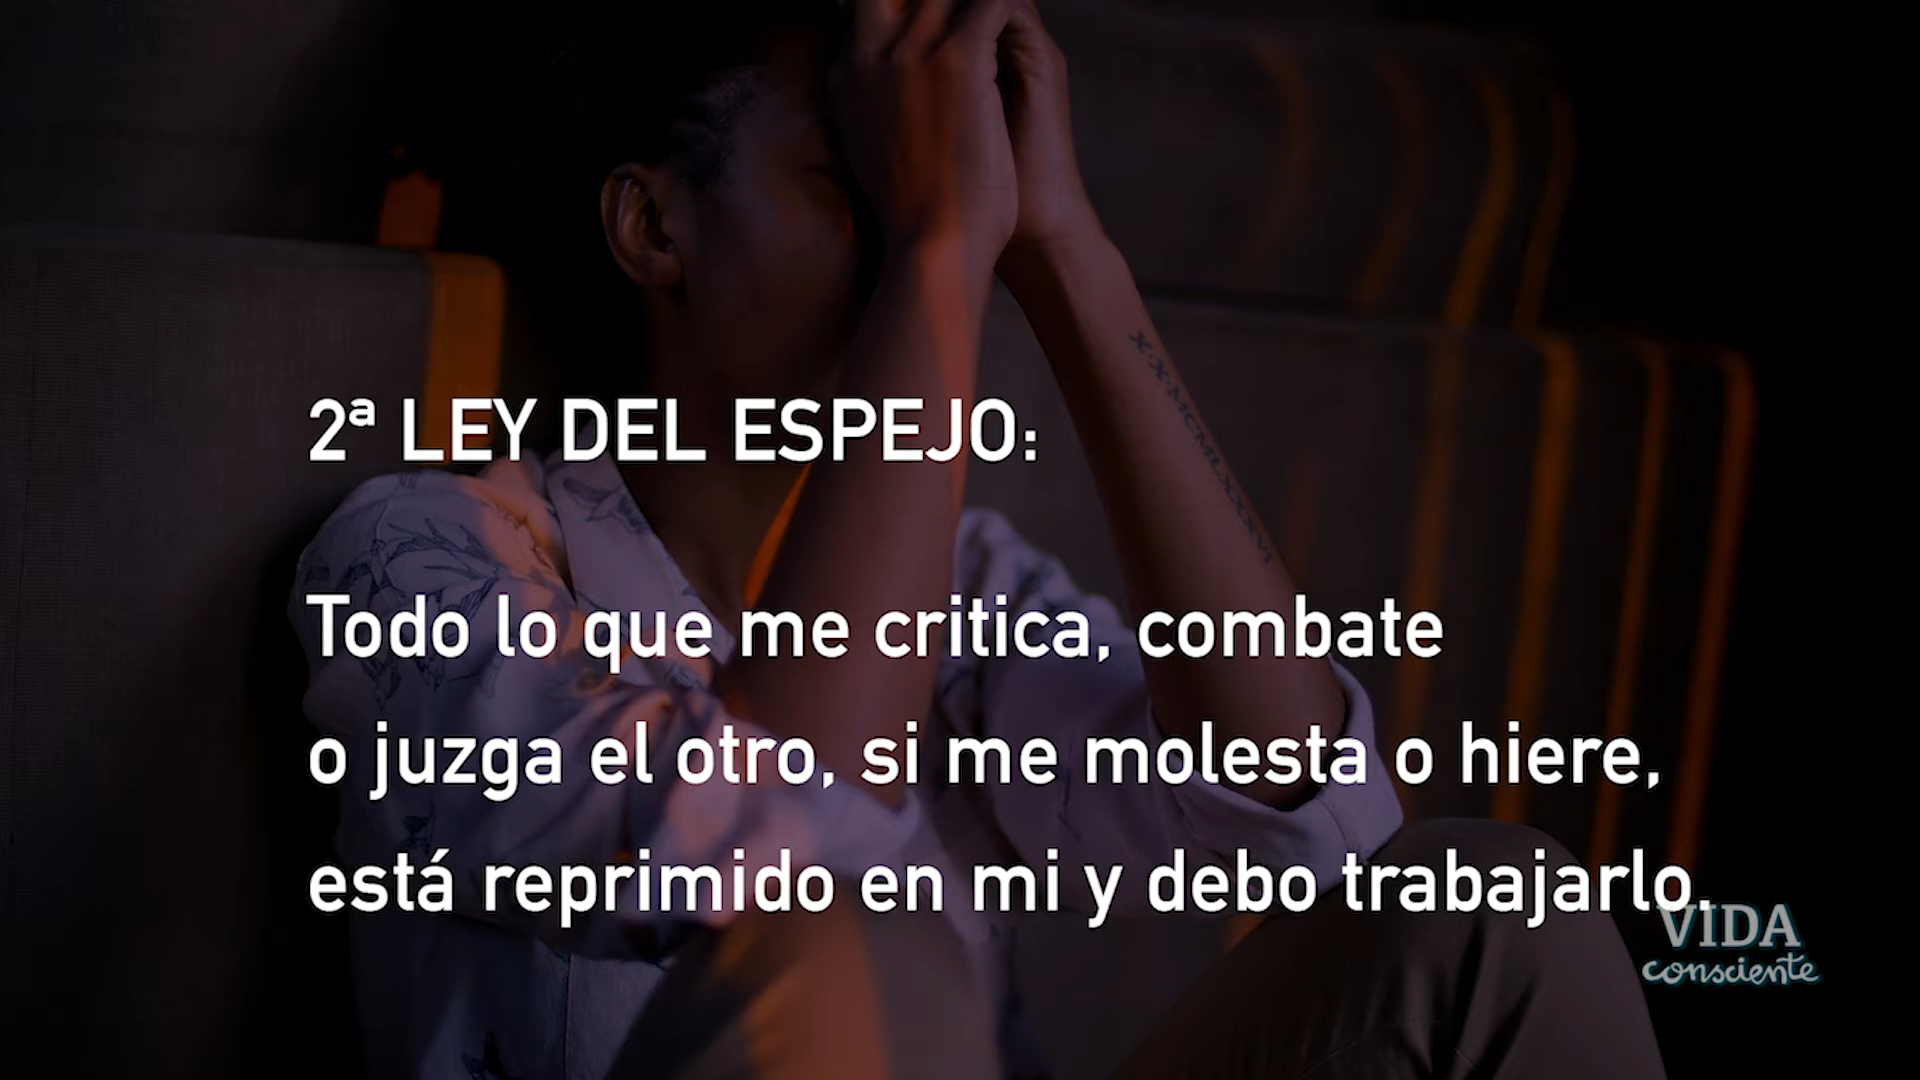 2ª LEY DEL ESPEJO:
Todo lo que me critica, combate
o juzga el otro, si me molesta o hiere,
está reprimido en mi y debo trabajarlo.
VIDA
consciente